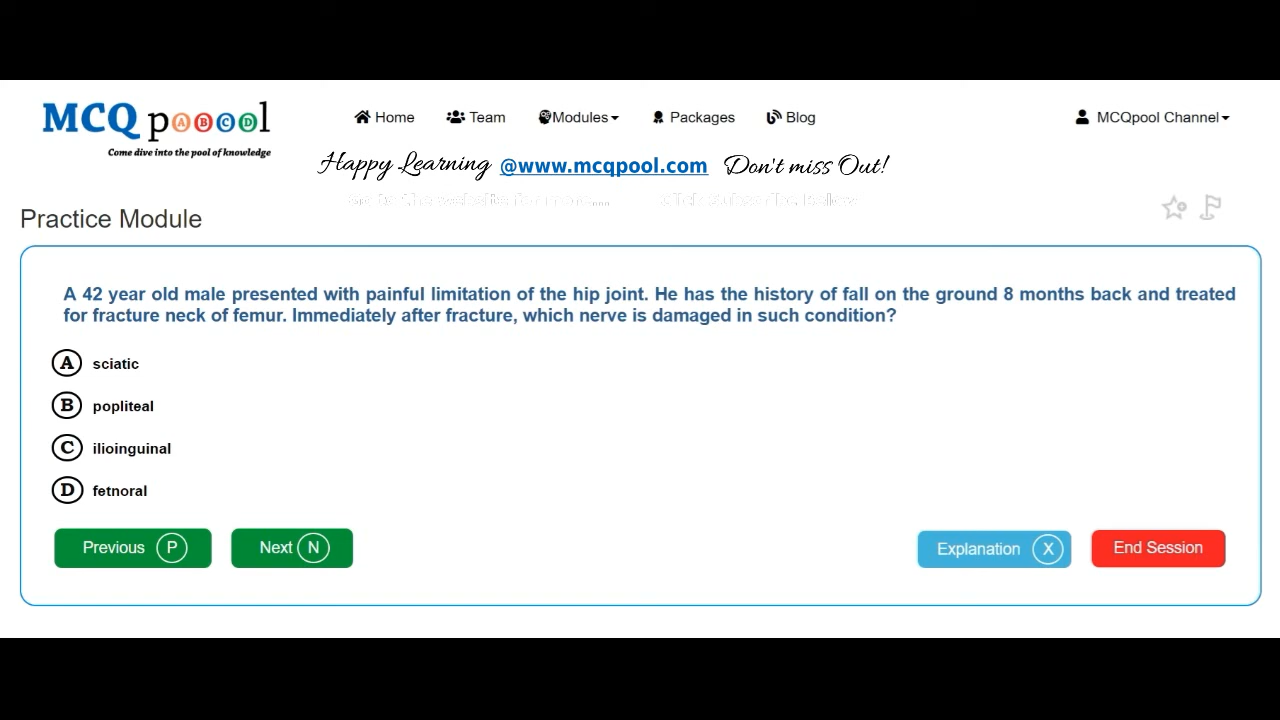 MCQ pABCDl
Come dive into the pool of knowledge
Home Team Modules Packages Blog MCQpool Channel
Happy Learning @www.mcqpool.com Don't miss Out!
Practice Module
A 42 year old male presented with painful limitation of the hip joint. He has the history of fall on the ground 8 months back and treated
for fracture neck of femur. Immediately after fracture, which nerve is damaged in such condition?
A sciatic
B popliteal
C ilioinguinal
D fetnoral
Previous P Next N Explanation X End Session